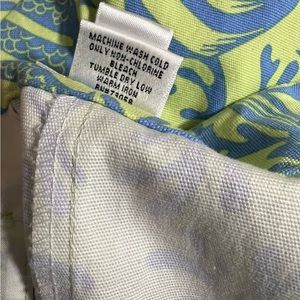 MACHINE WASH COLD
ONLY NON-CHLORINE
BLEACH
TUMBLE DRY LOW
WARM IRON